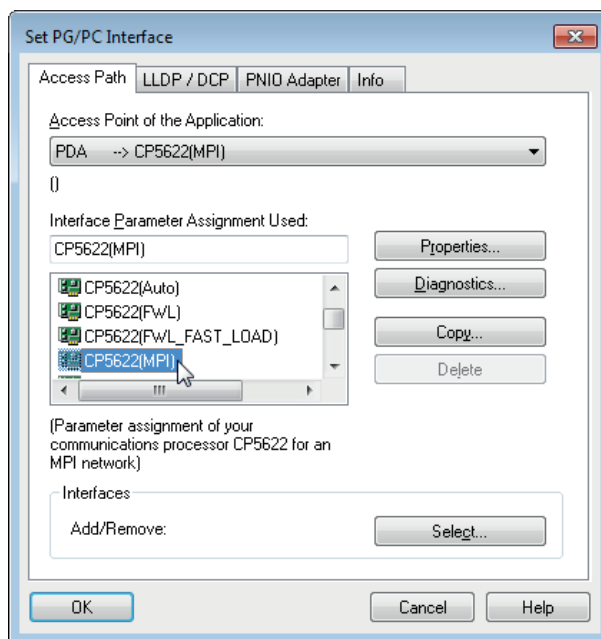 Set PG/PC Interface
Access Path
LLDP / DCP
PNIO Adapter
Info
Access Point of the Application:
PDA --> CP5622(MPI)
()
Interface Parameter Assignment Used:
CP5622(MPI)
Properties...
CP5622(Auto)
Diagnostics...
CP5622(FWL)
CP5622(FWL_FAST_LOAD)
Copy...
CP5622(MPI)
Delete
(Parameter assignment of your
communications processor CP5622 for an
MPI network)
Interfaces
Add/Remove:
Select...
OK
Cancel
Help